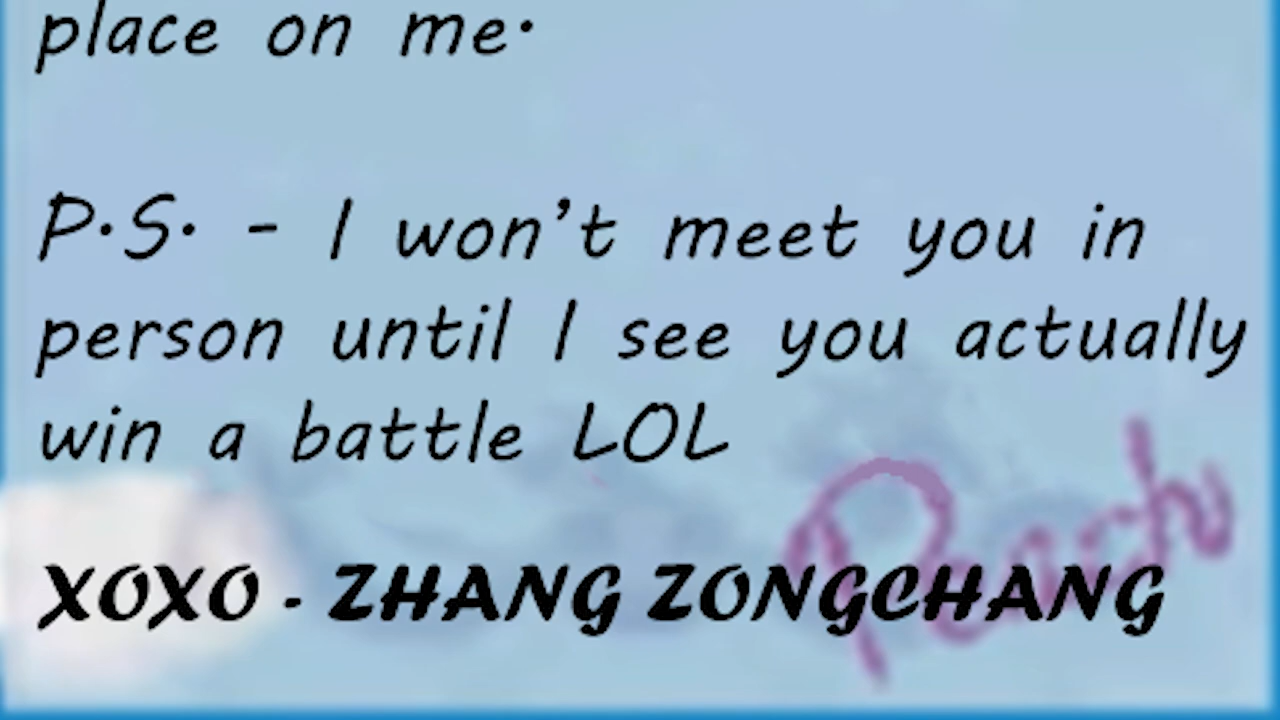 place on me.
P.S. - I won't meet you in
person until I see you actually
win a battle LOL
XOXO - ZHANG ZONGCHANG